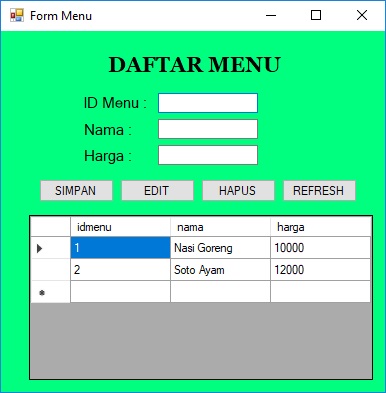 Form Menu
DAFTAR MENU
ID Menu :
Nama :
Harga :
SIMPAN EDIT HAPUS REFRESH
idmenu nama harga
1 Nasi Goreng 10000
2 Soto Ayam 12000